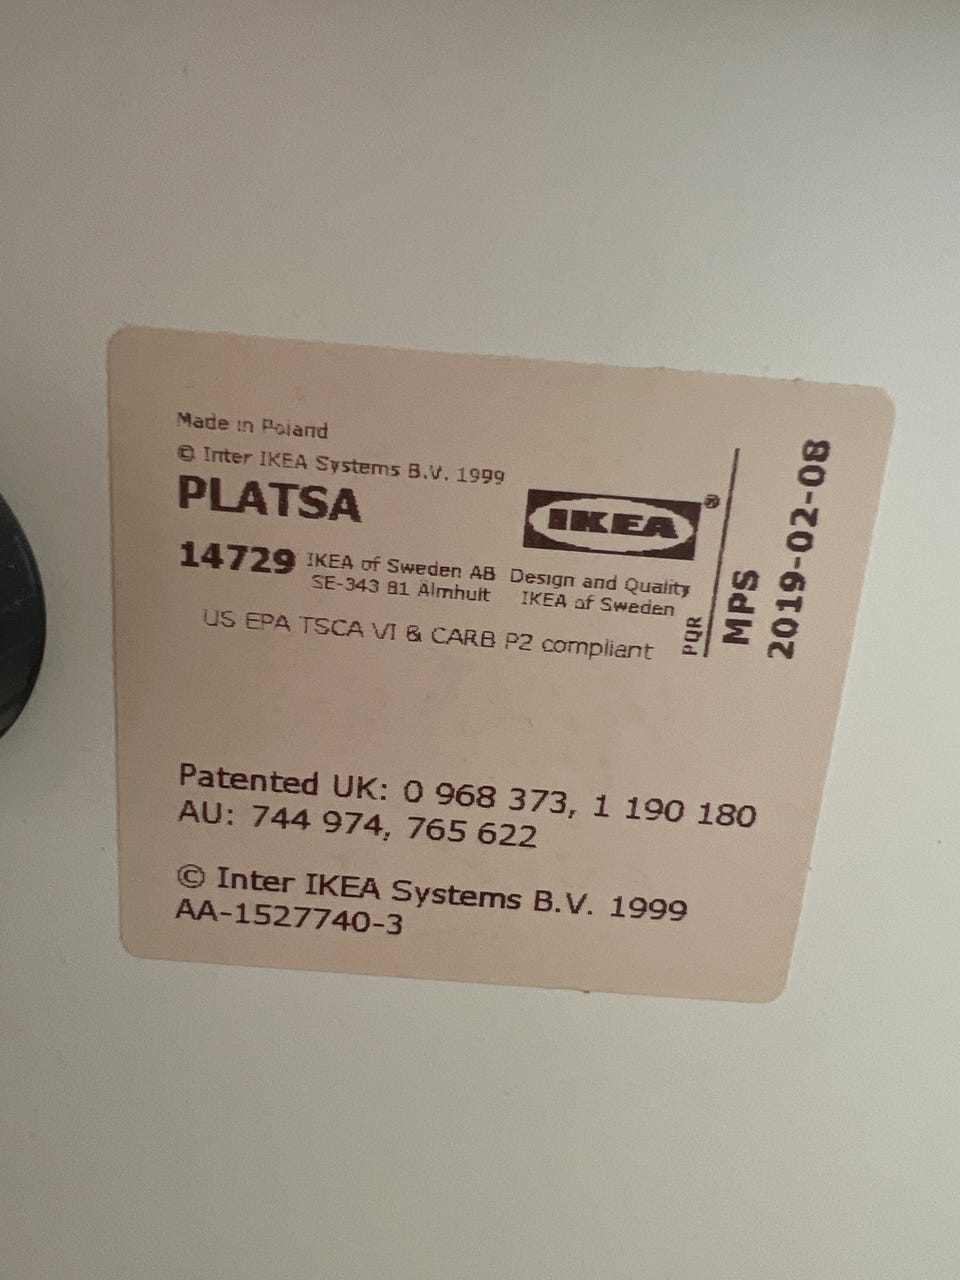 Made in Poland
© Inter IKEA Systems B.V. 1999
PLATSA
IKEA®
14729
IKEA of Sweden AB
SE-343 81 Älmhult
Design and Quality
IKEA of Sweden
US EPA TSCA VI & CARB P2 compliant
PQR
MPS
2019-02-08
Patented UK: 0 968 373, 1 190 180
AU: 744 974, 765 622
© Inter IKEA Systems B.V. 1999
AA-1527740-3